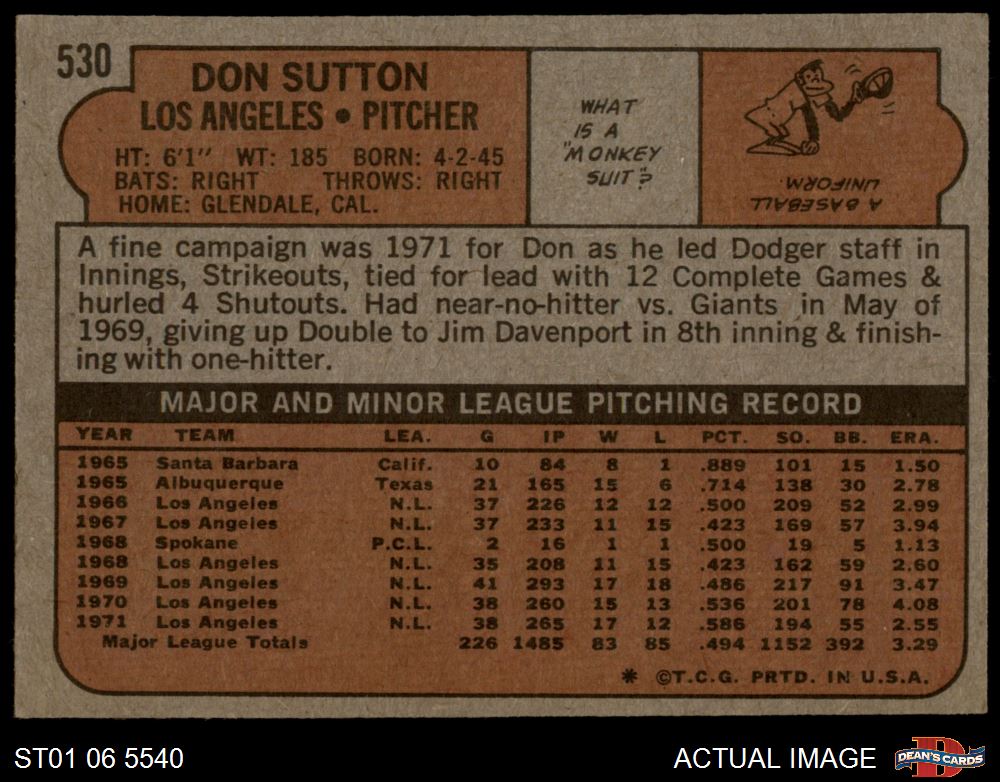 530
DON SUTTON
LOS ANGELES • PITCHER
HT: 6'1" WT: 185 BORN: 4-2-45
BATS: RIGHT THROWS: RIGHT
HOME: GLENDALE, CAL.
WHAT
IS A
"MONKEY
SUIT"?
A BASEBALL
UNIFORM.
A fine campaign was 1971 for Don as he led Dodger staff in
Innings, Strikeouts, tied for lead with 12 Complete Games &
hurled 4 Shutouts. Had near-no-hitter vs. Giants in May of
1969, giving up Double to Jim Davenport in 8th inning & finish-
ing with one-hitter.
MAJOR AND MINOR LEAGUE PITCHING RECORD
YEAR TEAM LEA. G IP W L PCT. SO. BB. ERA.
1965 Santa Barbara Calif. 10 84 8 1 .889 101 15 1.50
1965 Albuquerque Texas 21 165 15 6 .714 138 30 2.78
1966 Los Angeles N.L. 37 226 12 12 .500 209 52 2.99
1967 Los Angeles N.L. 37 233 11 15 .423 169 57 3.94
1968 Spokane P.C.L. 2 16 1 1 .500 19 5 1.13
1968 Los Angeles N.L. 35 208 11 15 .423 162 59 2.60
1969 Los Angeles N.L. 41 293 17 18 .486 217 91 3.47
1970 Los Angeles N.L. 38 260 15 13 .536 201 78 4.08
1971 Los Angeles N.L. 38 265 17 12 .586 194 55 2.55
Major League Totals 226 1485 83 85 .494 1152 392 3.29
* ©T.C.G. PRTD. IN U.S.A.
ST01 06 5540
ACTUAL IMAGE
DEAN'S CARDS